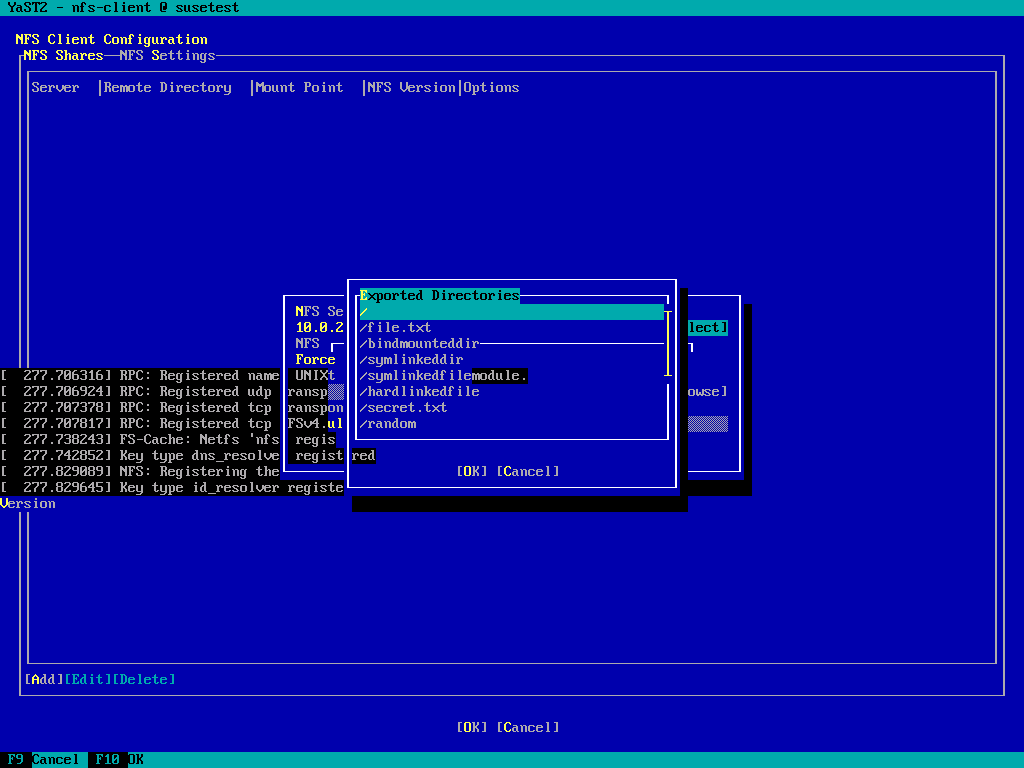 YaST2 - nfs-client @ susetest
NFS Client Configuration
NFS Shares NFS Settings
Server |Remote Directory |Mount Point |NFS Version|Options
Exported Directories
NFS Se /
10.0.2 /file.txt lect]
NFS /bindmounteddir
Force /symlinkeddir
[ 277.706316] RPC: Registered name UNIXt /symlinkedfilemodule.
[ 277.706924] RPC: Registered udp ransp /hardlinkedfile owse]
[ 277.707378] RPC: Registered tcp ranspon /secret.txt
[ 277.707817] RPC: Registered tcp FSv4.ul /random
[ 277.738243] FS-Cache: Netfs 'nfs regis
[ 277.742852] Key type dns_resolve regist red
[ 277.829089] NFS: Registering the [OK] [Cancel]
[ 277.829645] Key type id_resolver registe
Version
[Add][Edit][Delete]
[OK] [Cancel]
F9 Cancel F10 OK